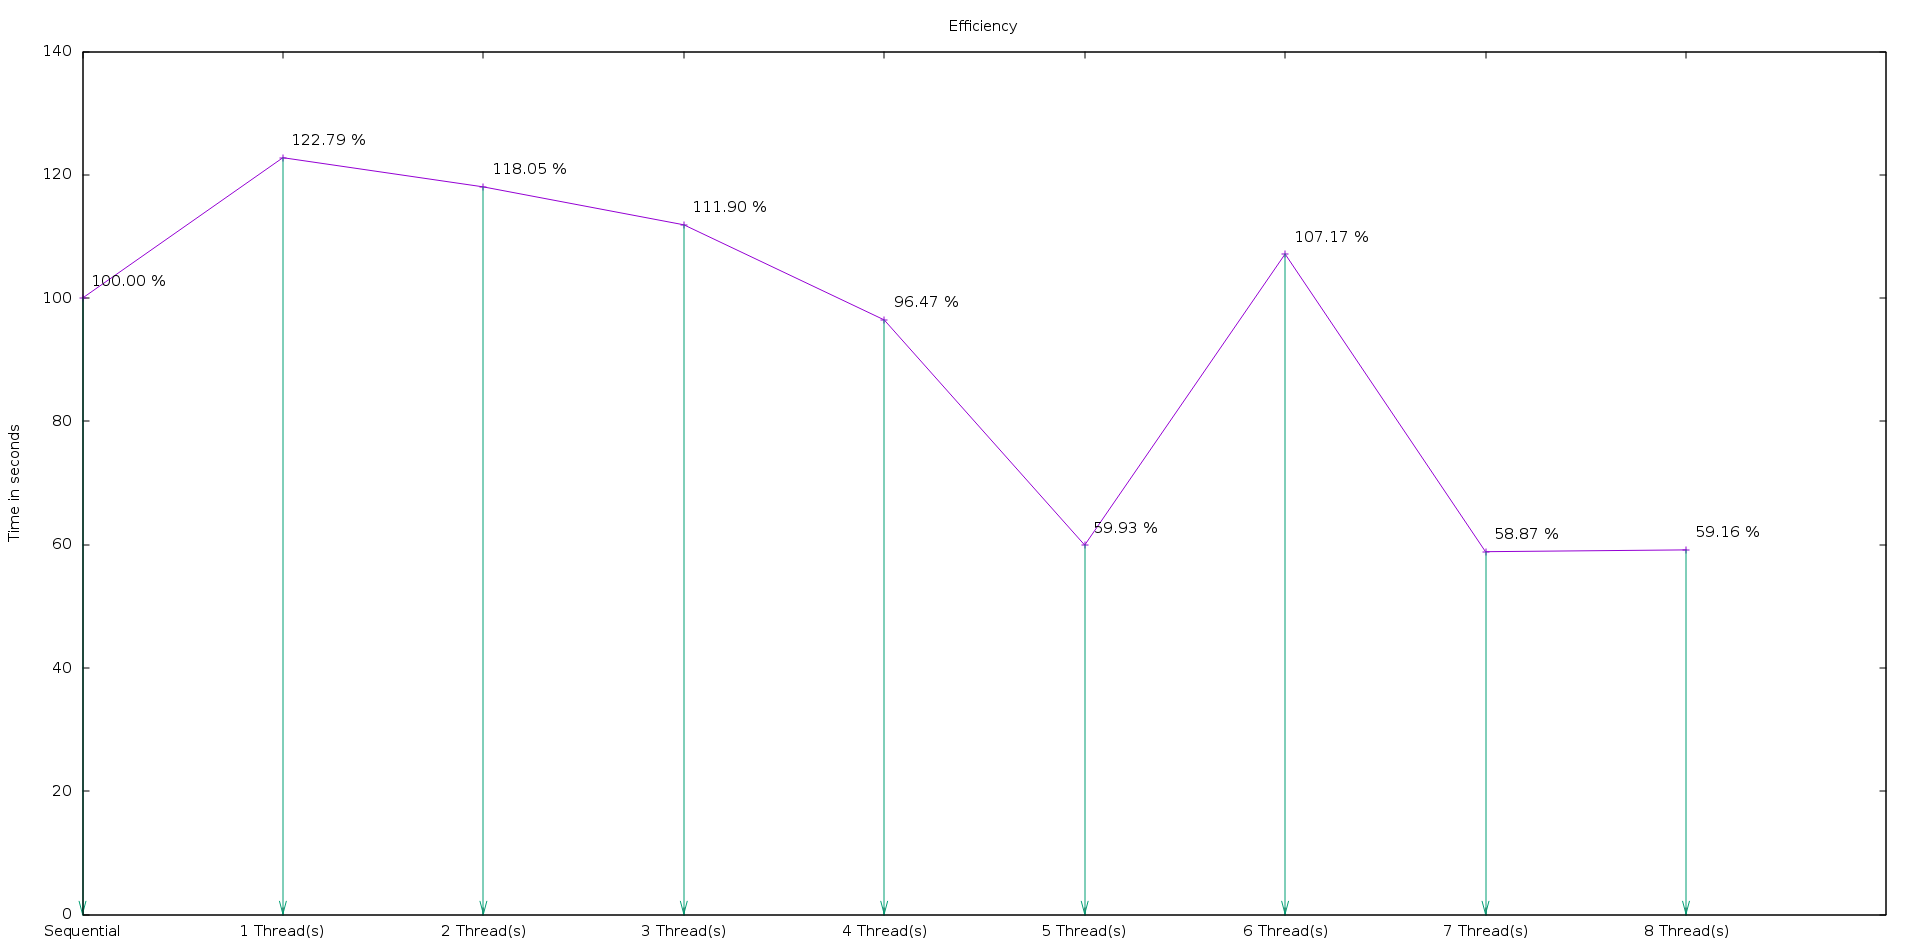 Efficiency
140
120
100
80
60
40
20
0
Time in seconds
100.00 %
122.79 %
118.05 %
111.90 %
96.47 %
59.93 %
107.17 %
58.87 %
59.16 %
Sequential
1 Thread(s)
2 Thread(s)
3 Thread(s)
4 Thread(s)
5 Thread(s)
6 Thread(s)
7 Thread(s)
8 Thread(s)